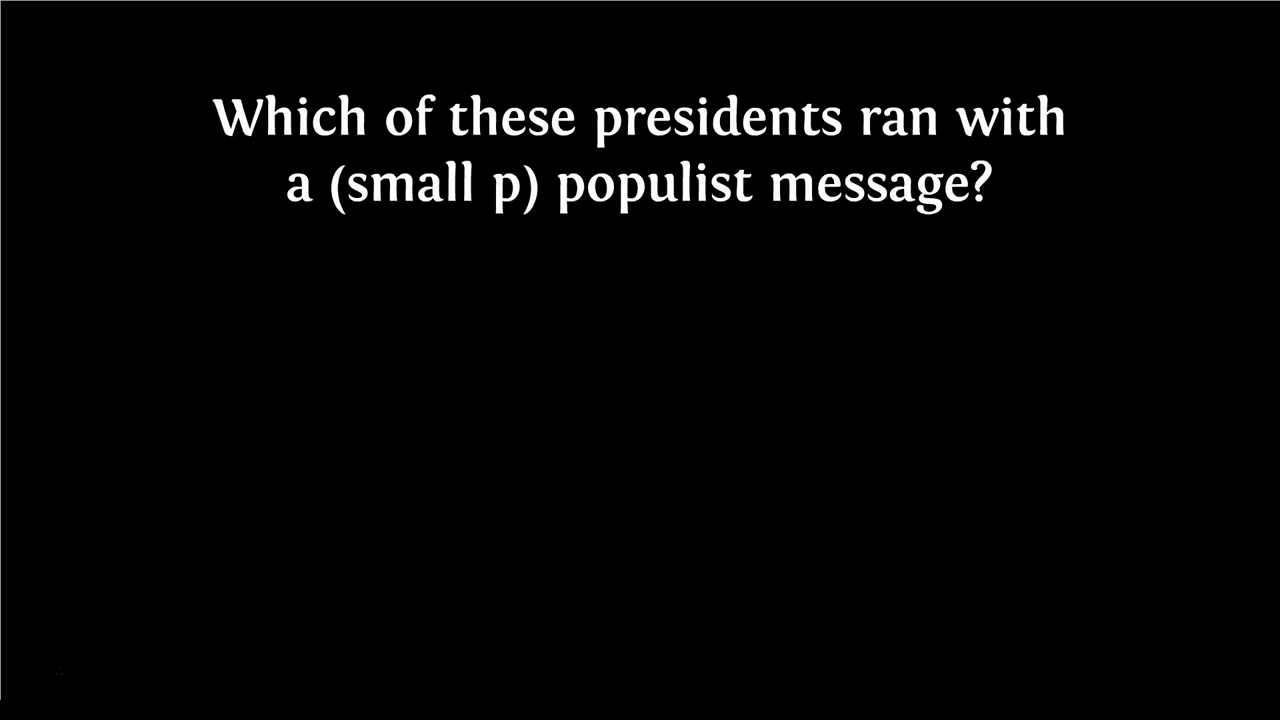 Which of these presidents ran with
a (small p) populist message?